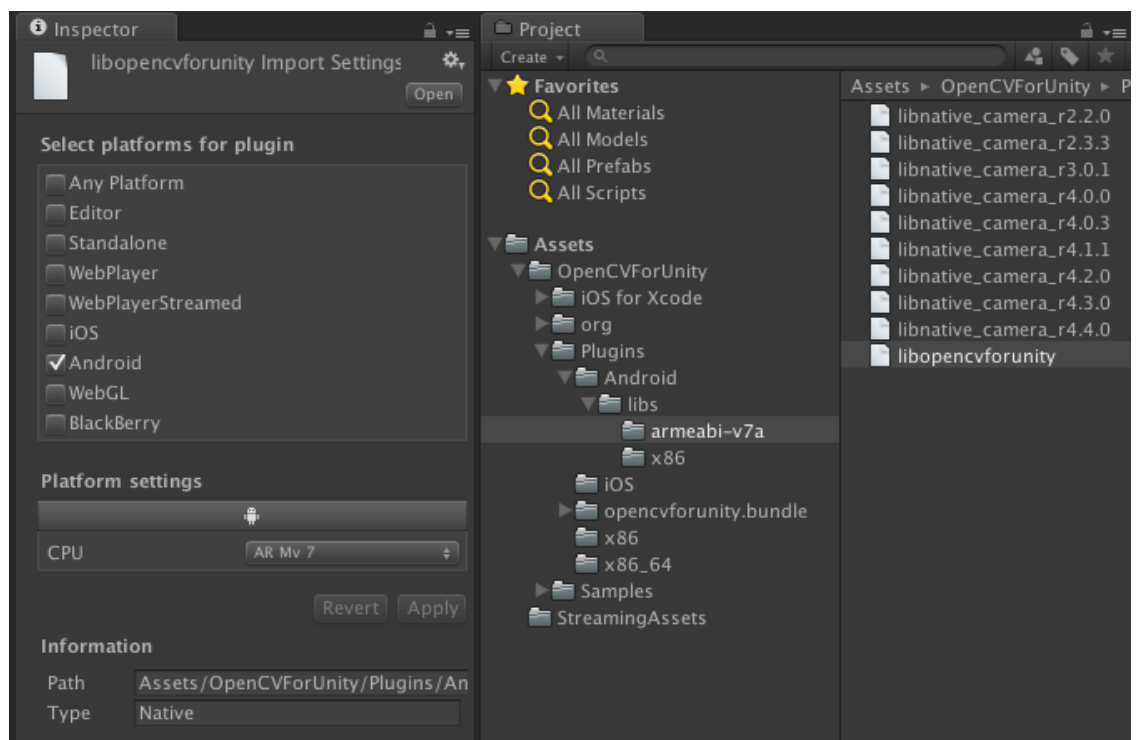 Inspector
libopencvforunity Import Settings
Open
Select platforms for plugin
Any Platform
Editor
Standalone
WebPlayer
WebPlayerStreamed
iOS
Android
WebGL
BlackBerry
Platform settings
CPU AR Mv 7
Revert Apply
Information
Path Assets/OpenCVForUnity/Plugins/An
Type Native
Project
Create
Favorites
All Materials
All Models
All Prefabs
All Scripts
Assets
OpenCVForUnity
iOS for Xcode
org
Plugins
Android
libs
armeabi-v7a
x86
iOS
opencvforunity.bundle
x86
x86_64
Samples
StreamingAssets
Assets ▸ OpenCVForUnity ▸ P
libnative_camera_r2.2.0
libnative_camera_r2.3.3
libnative_camera_r3.0.1
libnative_camera_r4.0.0
libnative_camera_r4.0.3
libnative_camera_r4.1.1
libnative_camera_r4.2.0
libnative_camera_r4.3.0
libnative_camera_r4.4.0
libopencvforunity